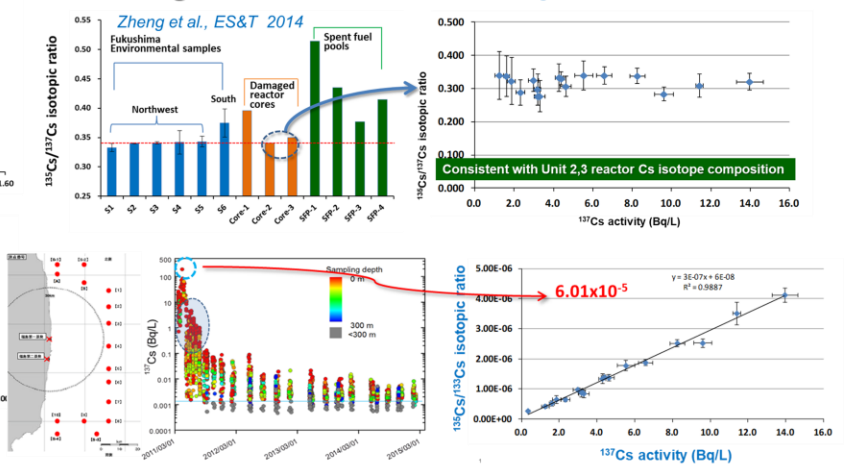 Zheng et al., ES&T 2014
0.55
0.50
0.45
0.40
0.35
0.30
0.25
¹³⁵Cs/¹³⁷Cs isotopic ratio
Fukushima
Environmental samples
Northwest
South
Damaged
reactor
cores
Spent fuel
pools
S1 S2 S3 S4 S5 S6 Core-1 Core-2 Core-3 SFP-1 SFP-2 SFP-3 SFP-4
1.60
0.500
0.400
0.300
0.200
0.100
0.000
¹³⁵Cs/¹³⁷Cs isotopic ratio
Consistent with Unit 2,3 reactor Cs isotope composition
0.0 2.0 4.0 6.0 8.0 10.0 12.0 14.0 16.0
¹³⁷Cs activity (Bq/L)
500
100
10
1
0.1
0.01
0.001
0.0001
¹³⁷Cs (Bq/L)
Sampling depth
0 m
300 m
<300 m
2011/03/01 2012/03/01 2013/03/01 2014/03/01 2015/03/01
6.01x10⁻⁵
5.00E-06
4.00E-06
3.00E-06
2.00E-06
1.00E-06
0.00E+00
¹³⁵Cs/¹³³Cs isotopic ratio
y = 3E-07x + 6E-08
R² = 0.9887
0.0 2.0 4.0 6.0 8.0 10.0 12.0 14.0 16.0
¹³⁷Cs activity (Bq/L)